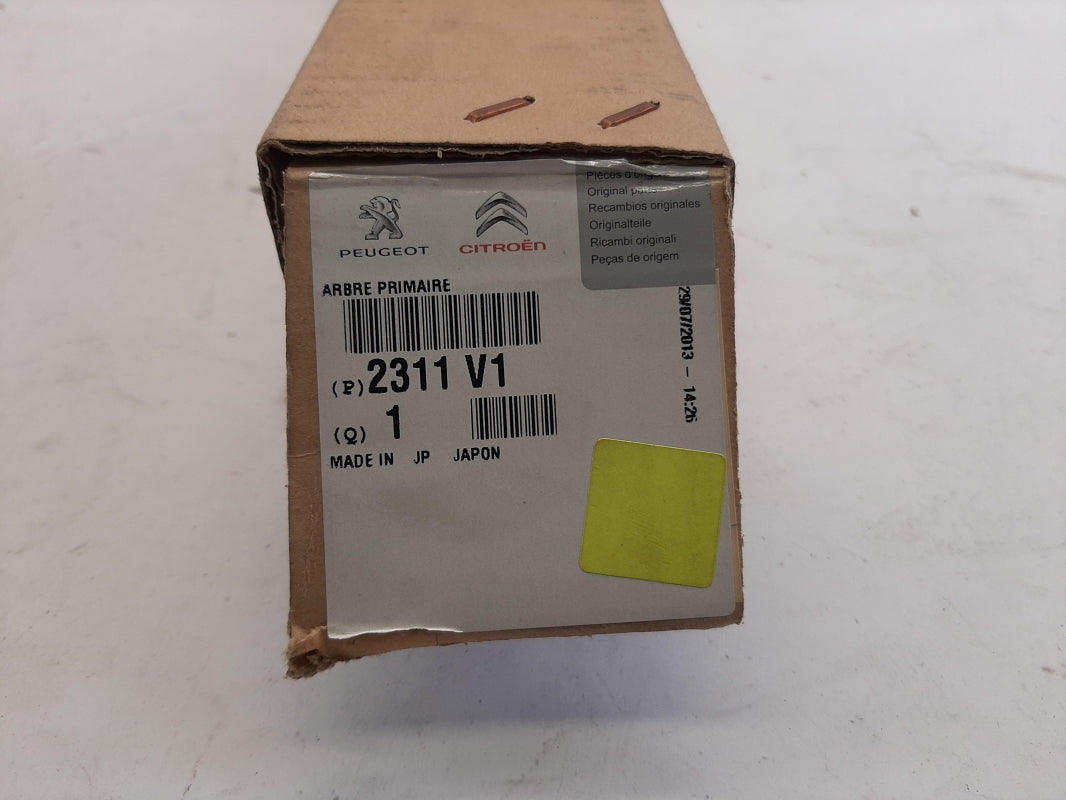 PEUGEOT
CITROËN
Pièces d'orig
Original parts
Recambios originales
Originalteile
Ricambi originali
Peças de origem
ARBRE PRIMAIRE
(P) 2311 V1
(Q) 1
MADE IN JP JAPON
29/07/2013 - 14:26